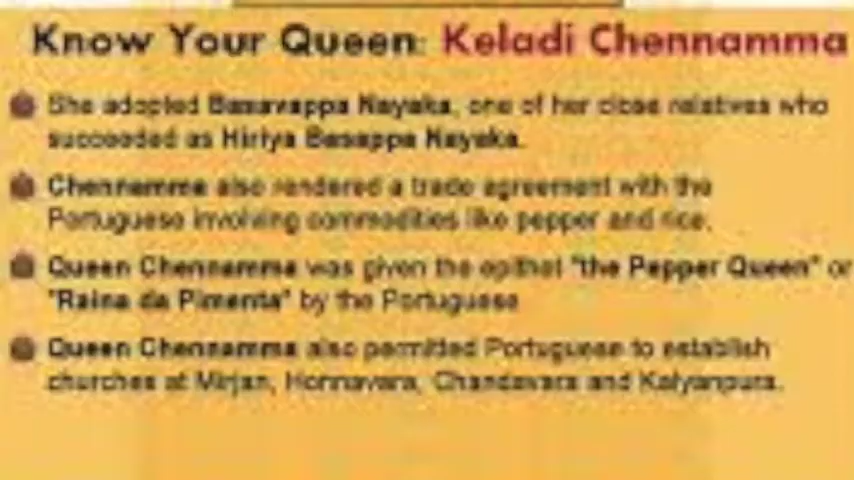 Know Your Queen: Keladi Chennamma
She adopted Basavappa Nayaka, one of her close relatives who
succeeded as Hiriya Basappa Nayaka.
Chennamma also rendered a trade agreement with the
Portuguese involving commodities like pepper and rice.
Queen Chennamma was given the epithet "the Pepper Queen" or
"Raina da Pimenta" by the Portuguese
Queen Chennamma also permitted Portuguese to establish
churches at Mirjan, Honnavara, Chandavara and Kalyanpura.